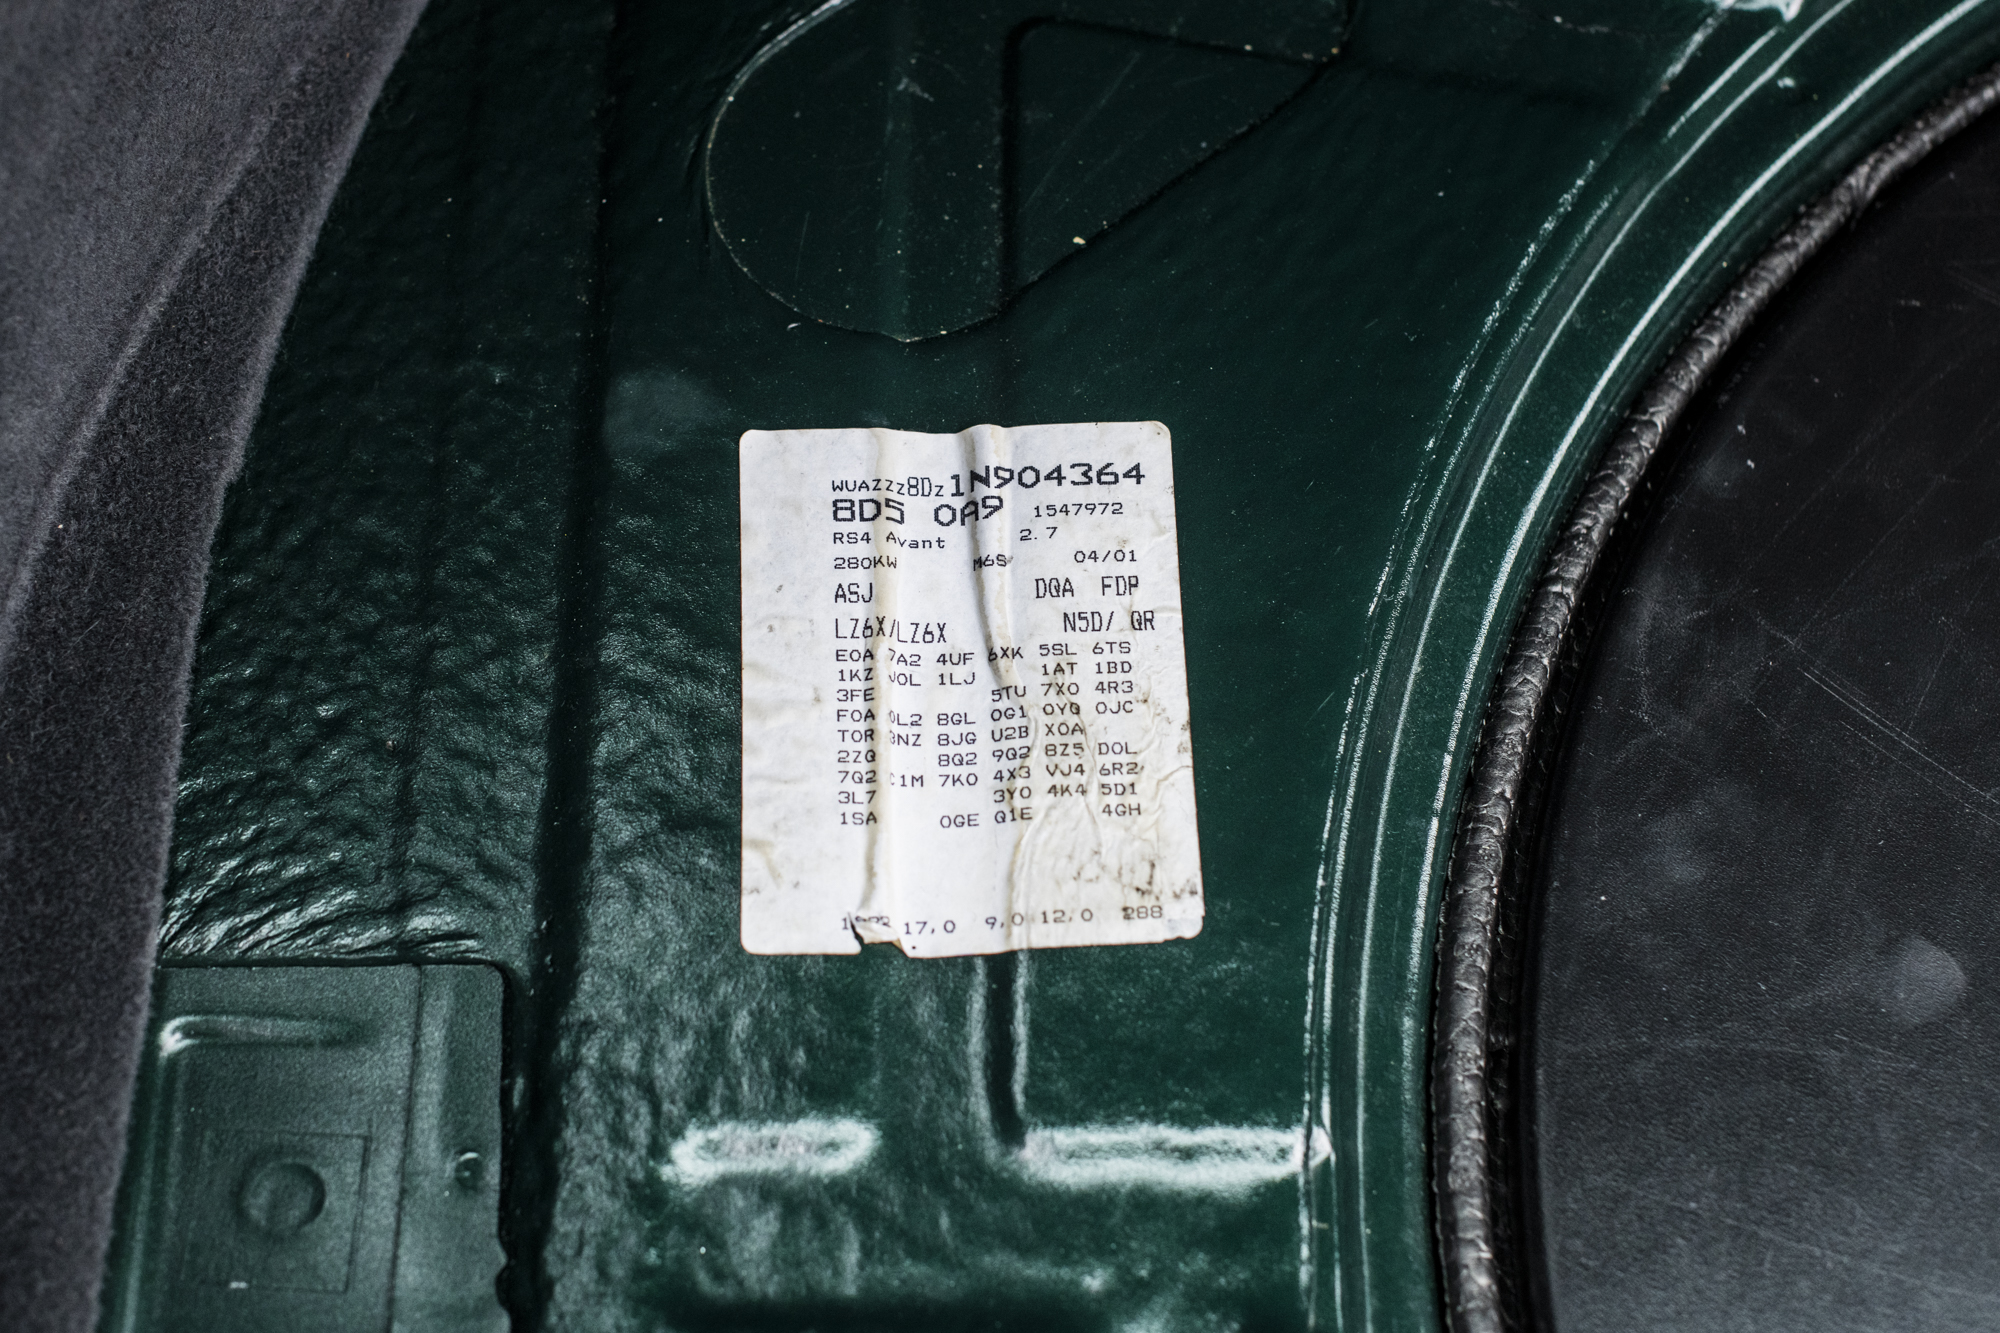 WUAZZZ8DZ1N904364
8D5 0A9 1547972
RS4 Avant 2.7
280KW M6S 04/01
ASJ DQA FDP
LZ6X/LZ6X N5D/ QR
E0A 7A2 4UF 6XK 5SL 6TS
1KZ J0L 1LJ 1AT 1BD
3FE 5TU 7X0 4R3
F0A 0L2 8GL 0G1 0YQ 0JC
T0R 3NZ 8JG U2B X0A
2ZQ 8Q2 9Q2 8Z5 D0L
7Q2 C1M 7K0 4X3 VJ4 6R2
3L7 3Y0 4K4 5D1
1SA 0GE Q1E 4GH
17,0 9,0 12,0 288